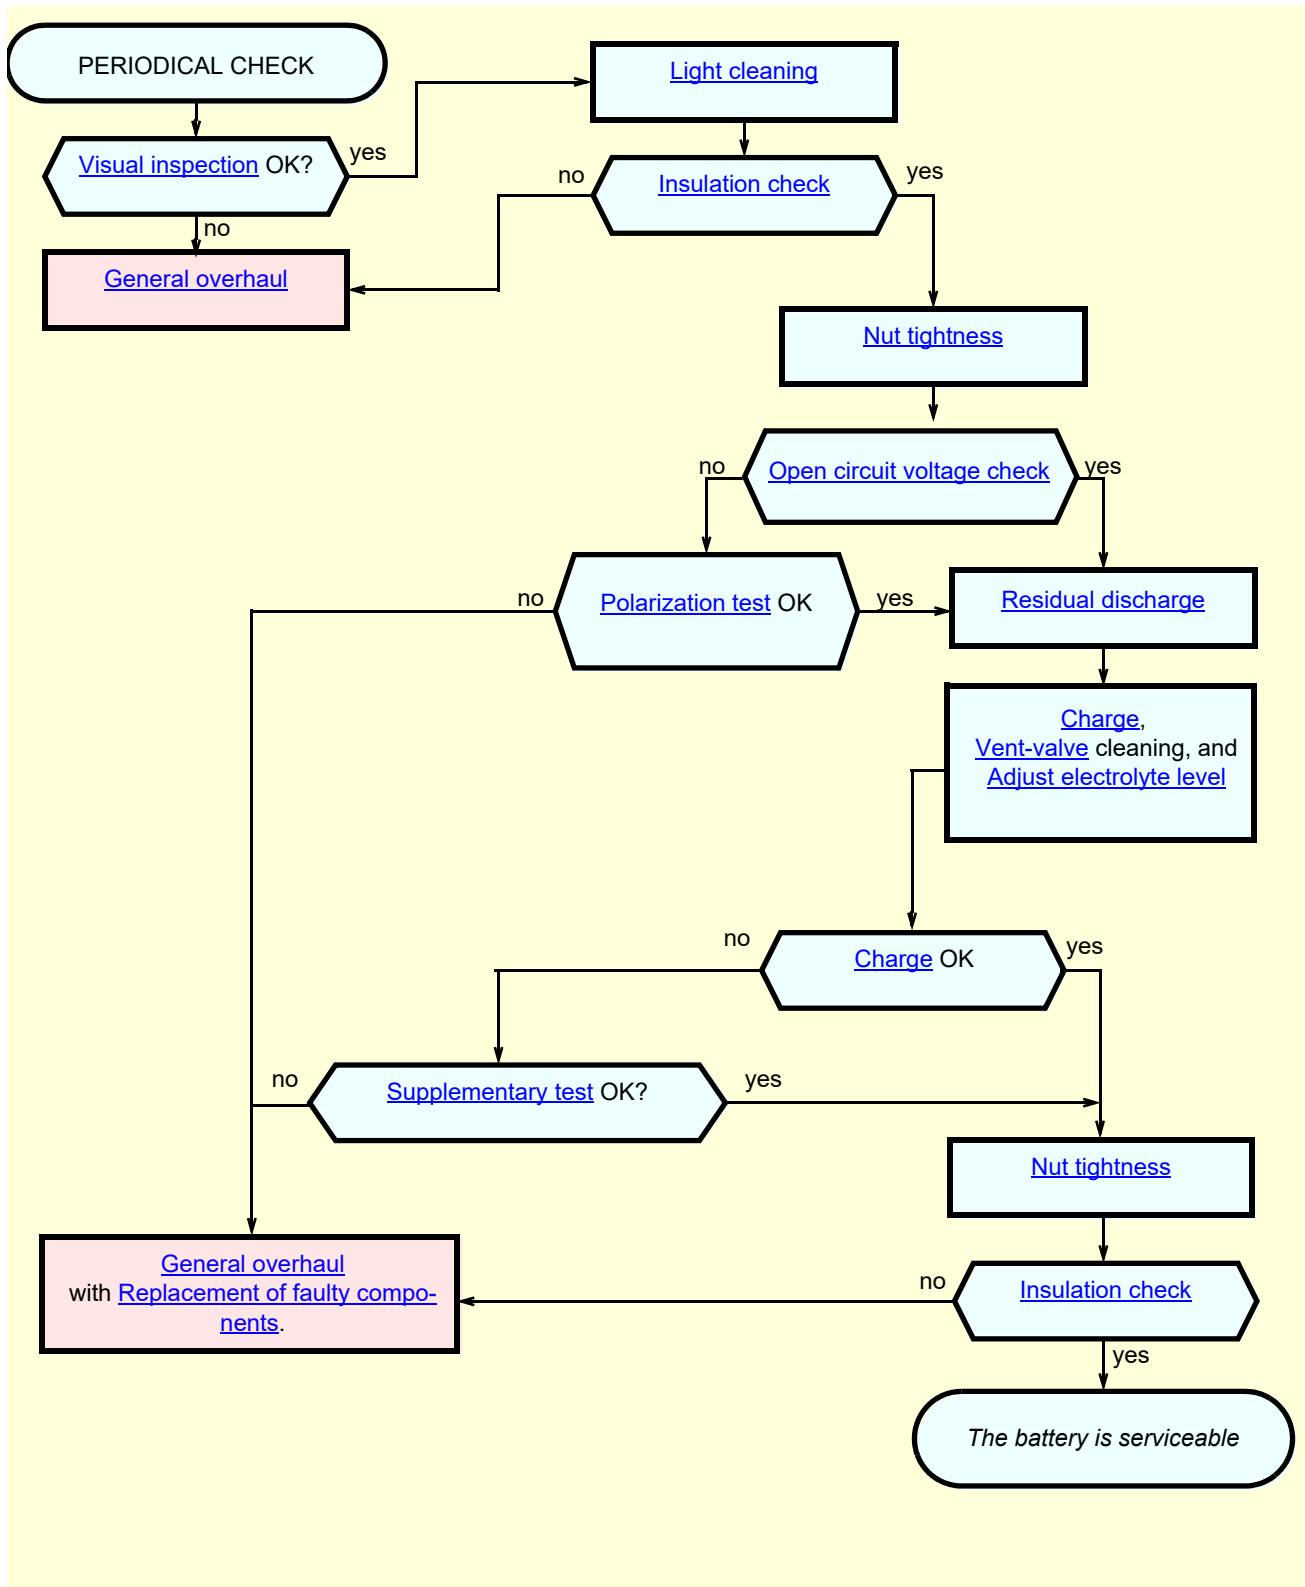 PERIODICAL CHECK
Light cleaning
Visual inspection OK?
yes
no
Insulation check
yes
no
no
General overhaul
Nut tightness
no
Open circuit voltage check
yes
no
Polarization test OK
yes
Residual discharge
Charge,
Vent-valve cleaning, and
Adjust electrolyte level
no
Charge OK
yes
no
Supplementary test OK?
yes
Nut tightness
General overhaul
with Replacement of faulty compo-
nents.
no
Insulation check
yes
The battery is serviceable